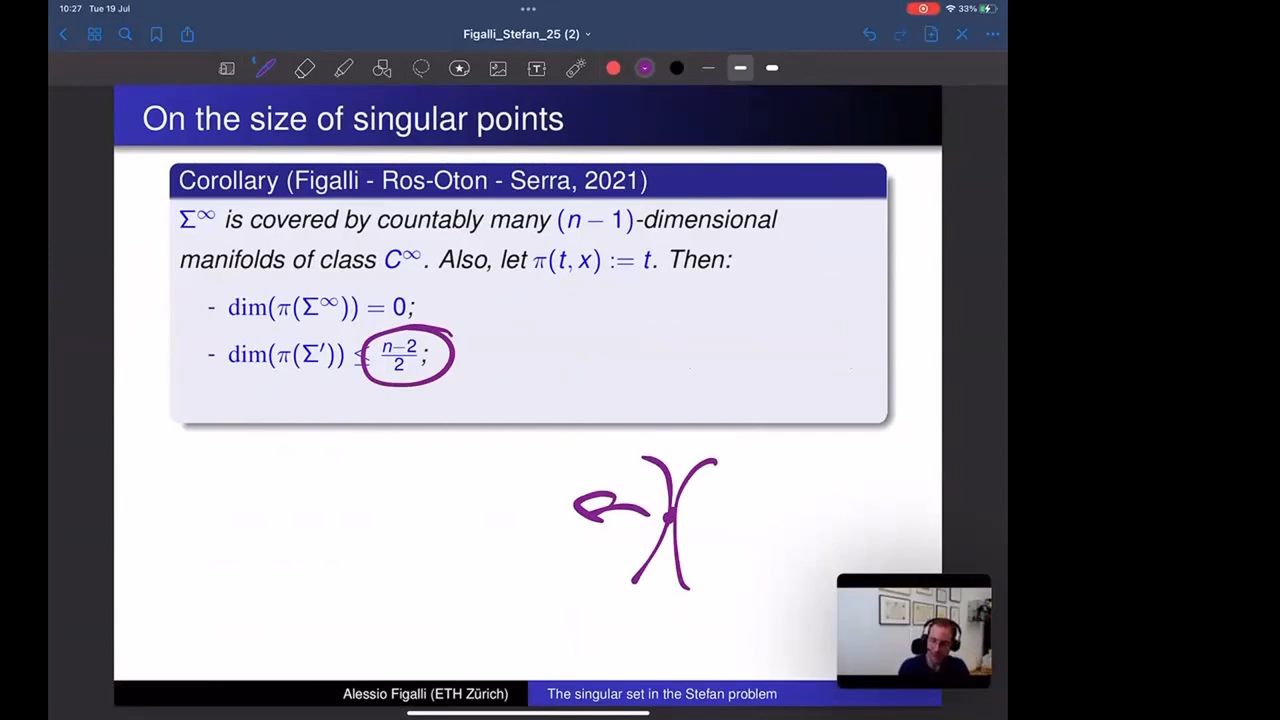 10:27 Tue 19 Jul
33%
Figalli_Stefan_25 (2)
On the size of singular points
Corollary (Figalli - Ros-Oton - Serra, 2021)
Σ^∞ is covered by countably many (n − 1)-dimensional
manifolds of class C^∞. Also, let π(t, x) := t. Then:
- dim(π(Σ^∞)) = 0;
- dim(π(Σ′)) ≤ n−2/2;
Alessio Figalli (ETH Zürich)
The singular set in the Stefan problem